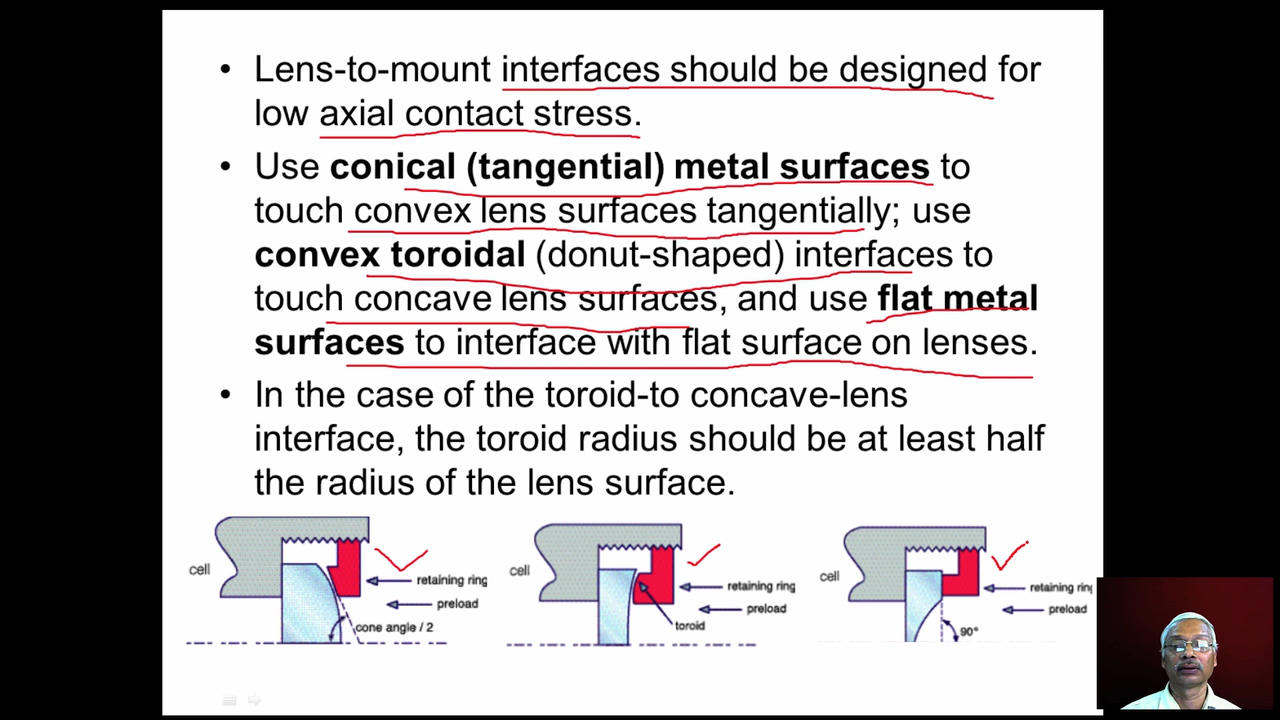 • Lens-to-mount interfaces should be designed for
low axial contact stress.
• Use conical (tangential) metal surfaces to
touch convex lens surfaces tangentially; use
convex toroidal (donut-shaped) interfaces to
touch concave lens surfaces, and use flat metal
surfaces to interface with flat surface on lenses.
• In the case of the toroid-to concave-lens
interface, the toroid radius should be at least half
the radius of the lens surface.
cell
retaining ring
preload
cone angle / 2
cell
retaining ring
preload
toroid
cell
retaining ring
preload
90°